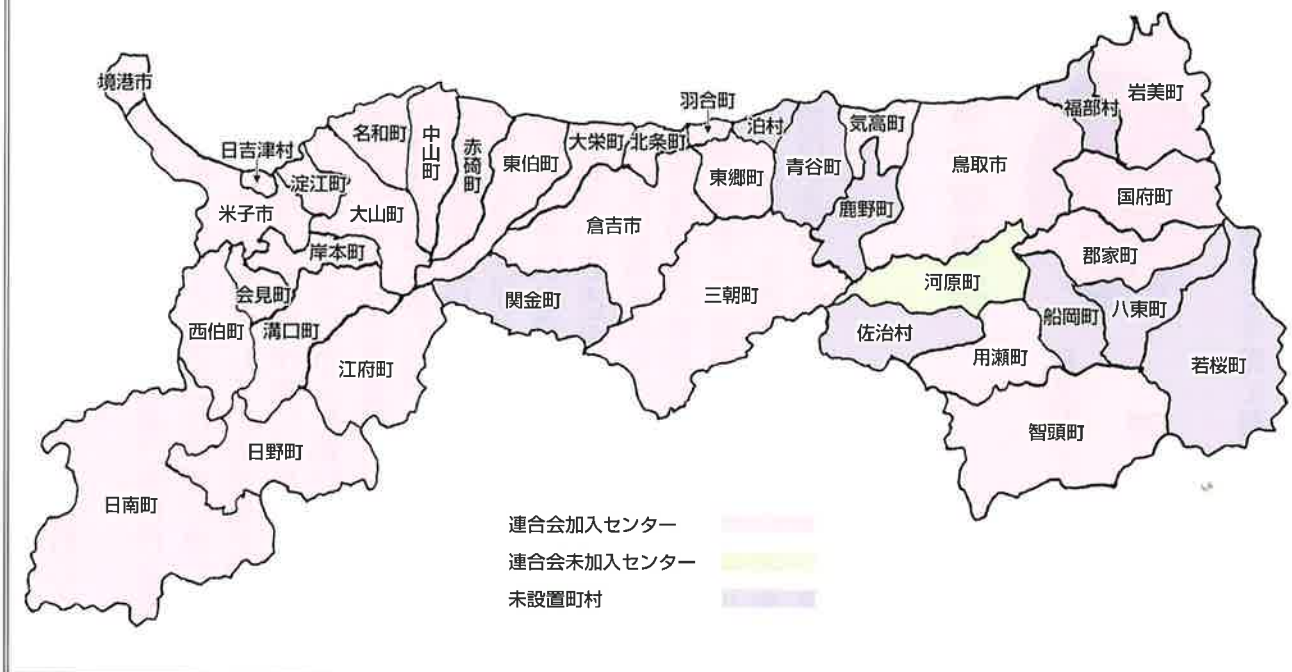 境港市
日吉津村
淀江町
米子市
名和町
大山町
中山町
赤碕町
東伯町
大栄町
北条町
羽合町
泊村
東郷町
青谷町
気高町
鹿野町
鳥取市
福部村
岩美町
国府町
郡家町
河原町
船岡町
八東町
若桜町
佐治村
用瀬町
智頭町
倉吉市
関金町
三朝町
岸本町
会見町
西伯町
溝口町
江府町
日野町
日南町
連合会加入センター
連合会未加入センター
未設置町村